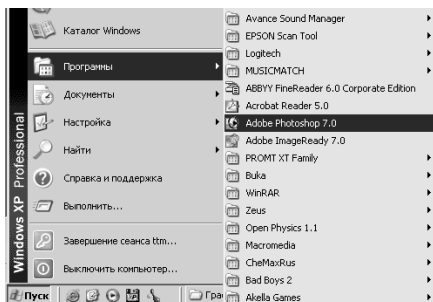 Каталог Windows
Программы
Документы
Настройка
Найти
Справка и поддержка
Выполнить...
Завершение сеанса ttm...
Выключить компьютер...
Windows XP Professional
Пуск
Гра
Avance Sound Manager
EPSON Scan Tool
Logitech
MUSICMATCH
ABBYY FineReader 6.0 Corporate Edition
Acrobat Reader 5.0
Adobe Photoshop 7.0
Adobe ImageReady 7.0
PROMT XT Family
Buka
WinRAR
Zeus
Open Physics 1.1
Macromedia
CheMaxRus
Bad Boys 2
Akella Games